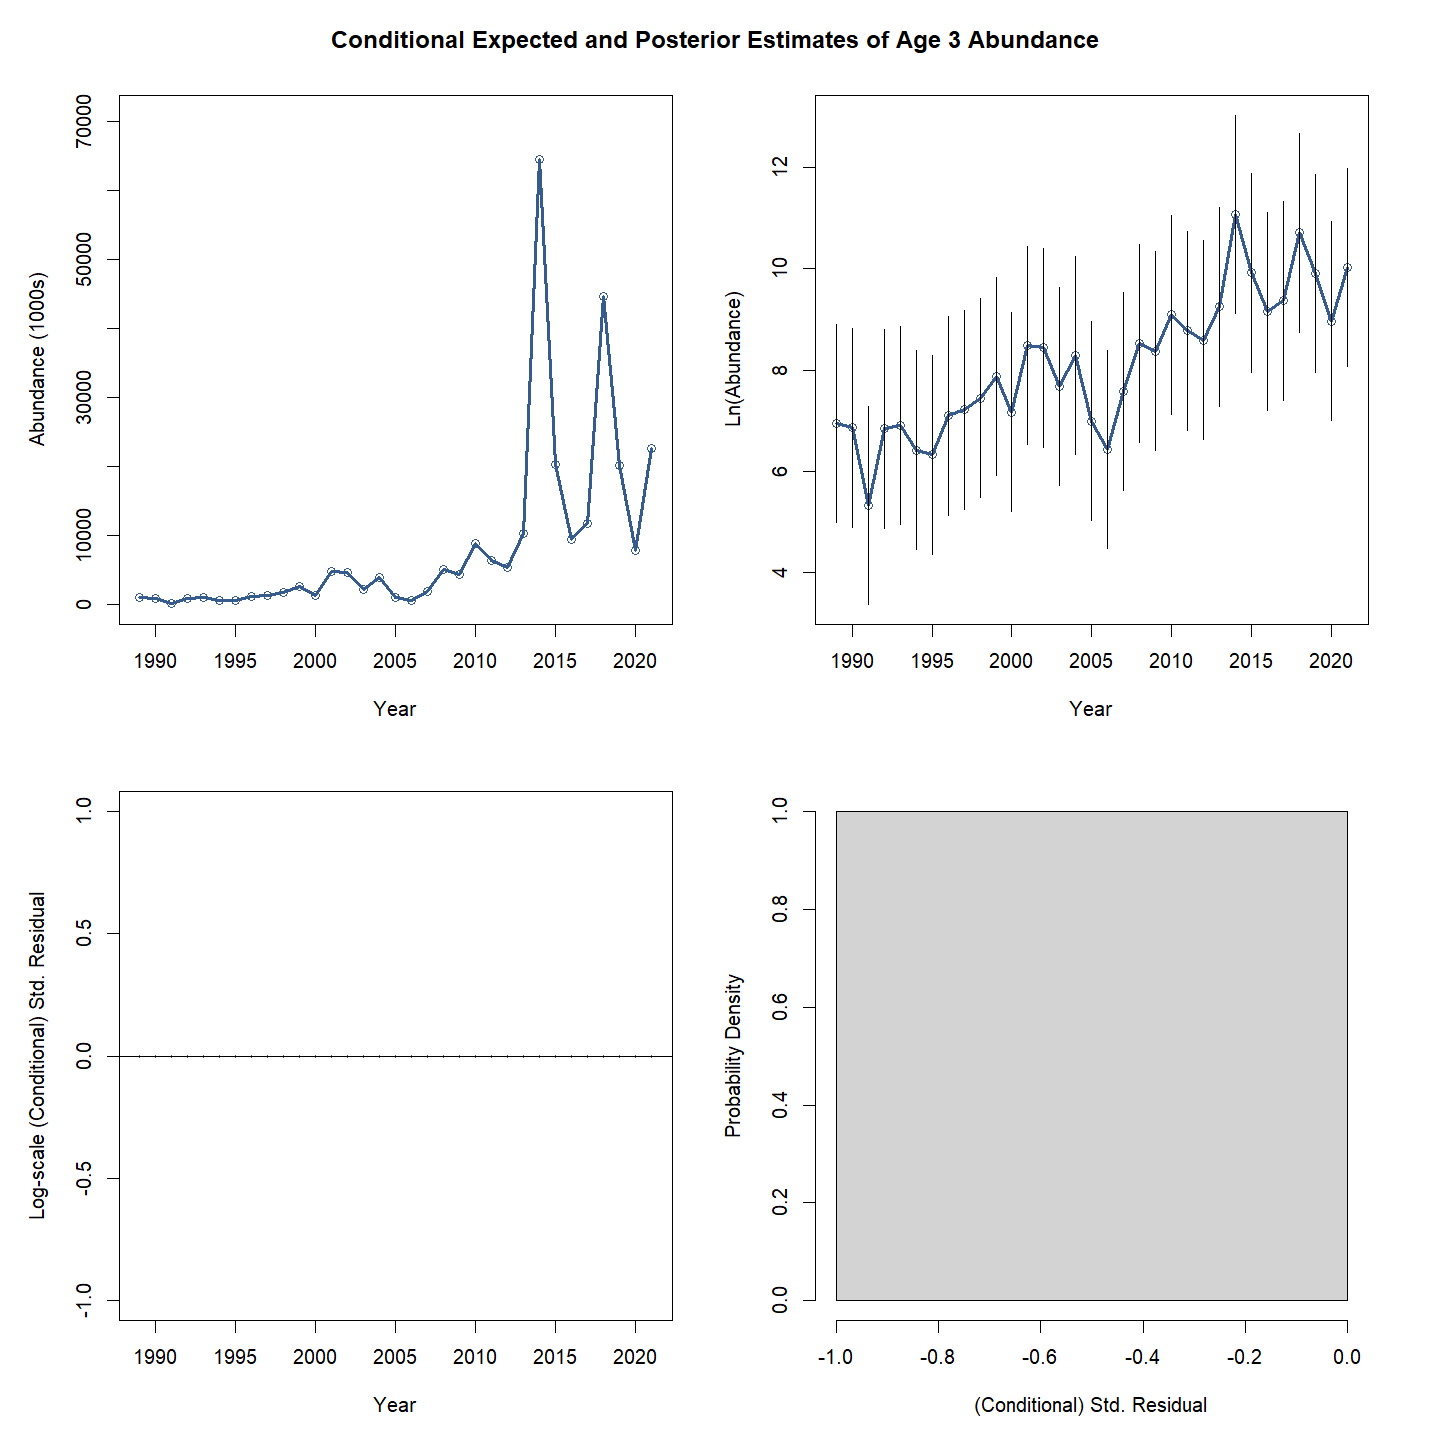 Conditional Expected and Posterior Estimates of Age 3 Abundance
Abundance (1000s)
70000
50000
30000
10000
0
1990 1995 2000 2005 2010 2015 2020
Year
Ln(Abundance)
12
10
8
6
4
1990 1995 2000 2005 2010 2015 2020
Year
Log-scale (Conditional) Std. Residual
1.0
0.5
0.0
-0.5
-1.0
1990 1995 2000 2005 2010 2015 2020
Year
Probability Density
1.0
0.8
0.6
0.4
0.2
0.0
-1.0 -0.8 -0.6 -0.4 -0.2 0.0
(Conditional) Std. Residual